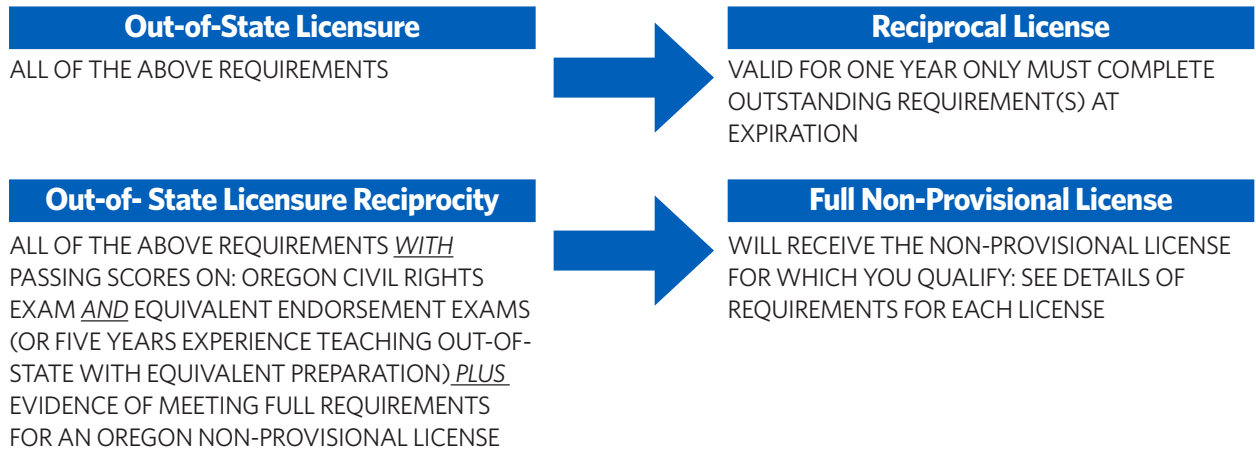 Out-of-State Licensure
ALL OF THE ABOVE REQUIREMENTS
Reciprocal License
VALID FOR ONE YEAR ONLY MUST COMPLETE
OUTSTANDING REQUIREMENT(S) AT
EXPIRATION
Out-of- State Licensure Reciprocity
ALL OF THE ABOVE REQUIREMENTS WITH
PASSING SCORES ON: OREGON CIVIL RIGHTS
EXAM AND EQUIVALENT ENDORSEMENT EXAMS
(OR FIVE YEARS EXPERIENCE TEACHING OUT-OF-
STATE WITH EQUIVALENT PREPARATION) PLUS
EVIDENCE OF MEETING FULL REQUIREMENTS
FOR AN OREGON NON-PROVISIONAL LICENSE
Full Non-Provisional License
WILL RECEIVE THE NON-PROVISIONAL LICENSE
FOR WHICH YOU QUALIFY: SEE DETAILS OF
REQUIREMENTS FOR EACH LICENSE